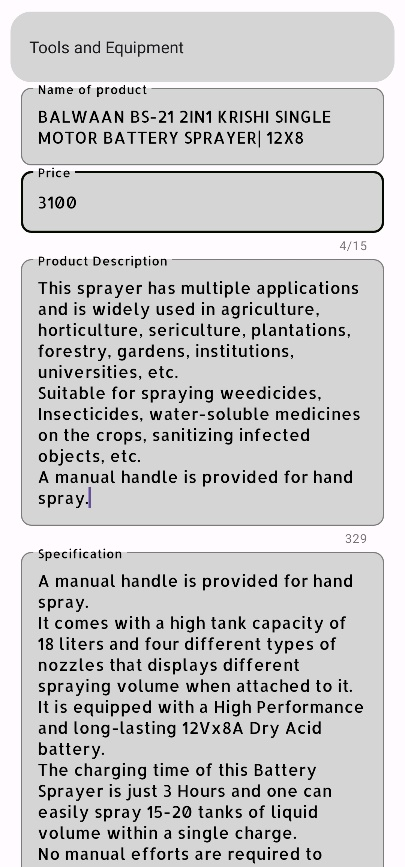 Tools and Equipment
Name of product
BALWAAN BS-21 2IN1 KRISHI SINGLE
MOTOR BATTERY SPRAYER| 12X8
Price
3100
4/15
Product Description
This sprayer has multiple applications
and is widely used in agriculture,
horticulture, sericulture, plantations,
forestry, gardens, institutions,
universities, etc.
Suitable for spraying weedicides,
Insecticides, water-soluble medicines
on the crops, sanitizing infected
objects, etc.
A manual handle is provided for hand
spray.
329
Specification
A manual handle is provided for hand
spray.
It comes with a high tank capacity of
18 liters and four different types of
nozzles that displays different
spraying volume when attached to it.
It is equipped with a High Performance
and long-lasting 12Vx8A Dry Acid
battery.
The charging time of this Battery
Sprayer is just 3 Hours and one can
easily spray 15-20 tanks of liquid
volume within a single charge.
No manual efforts are required to